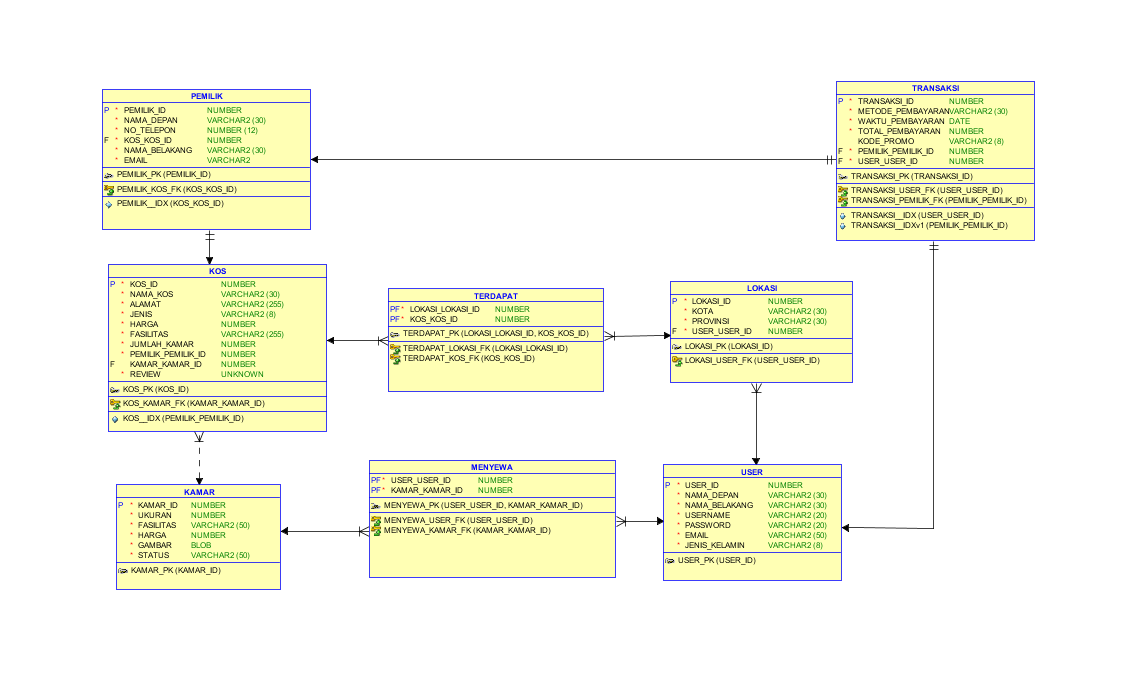 PEMILIK
P * PEMILIK_ID NUMBER
* NAMA_DEPAN VARCHAR2 (30)
* NO_TELEPON NUMBER (12)
F * KOS_KOS_ID NUMBER
* NAMA_BELAKANG VARCHAR2 (30)
* EMAIL VARCHAR2
PEMILIK_PK (PEMILIK_ID)
PEMILIK_KOS_FK (KOS_KOS_ID)
PEMILIK__IDX (KOS_KOS_ID)
TRANSAKSI
P * TRANSAKSI_ID NUMBER
* METODE_PEMBAYARAN VARCHAR2 (30)
* WAKTU_PEMBAYARAN DATE
* TOTAL_PEMBAYARAN NUMBER
KODE_PROMO VARCHAR2 (8)
F * PEMILIK_PEMILIK_ID NUMBER
F * USER_USER_ID NUMBER
TRANSAKSI_PK (TRANSAKSI_ID)
TRANSAKSI_USER_FK (USER_USER_ID)
TRANSAKSI_PEMILIK_FK (PEMILIK_PEMILIK_ID)
TRANSAKSI__IDX (USER_USER_ID)
TRANSAKSI__IDXv1 (PEMILIK_PEMILIK_ID)
KOS
P * KOS_ID NUMBER
* NAMA_KOS VARCHAR2 (30)
* ALAMAT VARCHAR2 (255)
* JENIS VARCHAR2 (8)
* HARGA NUMBER
* FASILITAS VARCHAR2 (255)
* JUMLAH_KAMAR NUMBER
* PEMILIK_PEMILIK_ID NUMBER
F KAMAR_KAMAR_ID NUMBER
* REVIEW UNKNOWN
KOS_PK (KOS_ID)
KOS_KAMAR_FK (KAMAR_KAMAR_ID)
KOS__IDX (PEMILIK_PEMILIK_ID)
TERDAPAT
PF* LOKASI_LOKASI_ID NUMBER
PF* KOS_KOS_ID NUMBER
TERDAPAT_PK (LOKASI_LOKASI_ID, KOS_KOS_ID)
TERDAPAT_LOKASI_FK (LOKASI_LOKASI_ID)
TERDAPAT_KOS_FK (KOS_KOS_ID)
LOKASI
P * LOKASI_ID NUMBER
* KOTA VARCHAR2 (30)
* PROVINSI VARCHAR2 (30)
F * USER_USER_ID NUMBER
LOKASI_PK (LOKASI_ID)
LOKASI_USER_FK (USER_USER_ID)
KAMAR
P * KAMAR_ID NUMBER
* UKURAN NUMBER
* FASILITAS VARCHAR2 (50)
* HARGA NUMBER
* GAMBAR BLOB
* STATUS VARCHAR2 (50)
KAMAR_PK (KAMAR_ID)
MENYEWA
PF* USER_USER_ID NUMBER
PF* KAMAR_KAMAR_ID NUMBER
MENYEWA_PK (USER_USER_ID, KAMAR_KAMAR_ID)
MENYEWA_USER_FK (USER_USER_ID)
MENYEWA_KAMAR_FK (KAMAR_KAMAR_ID)
USER
P * USER_ID NUMBER
* NAMA_DEPAN VARCHAR2 (30)
* NAMA_BELAKANG VARCHAR2 (30)
* USERNAME VARCHAR2 (20)
* PASSWORD VARCHAR2 (20)
* EMAIL VARCHAR2 (50)
* JENIS_KELAMIN VARCHAR2 (8)
USER_PK (USER_ID)